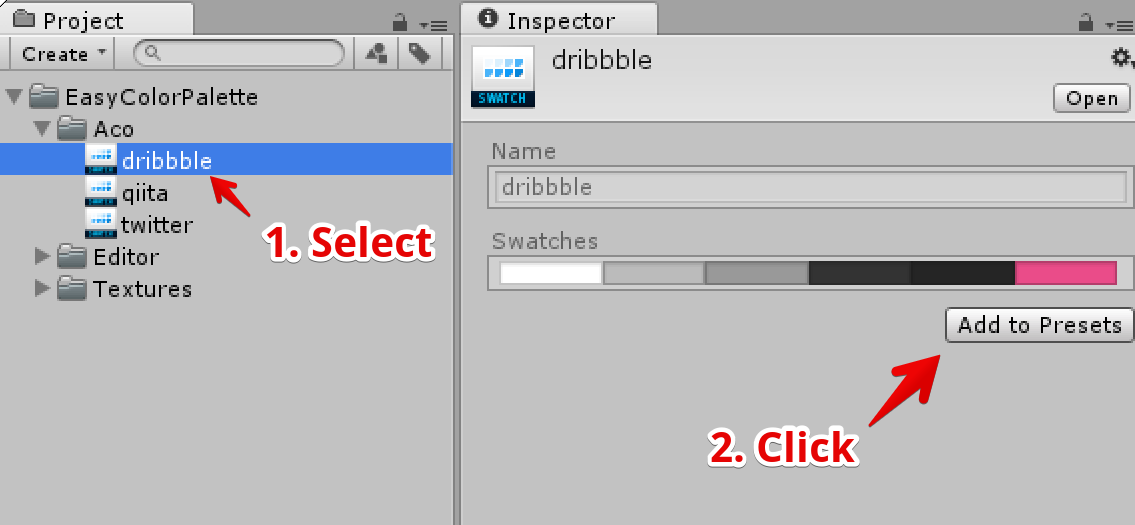 Project
Create
EasyColorPalette
Aco
dribbble
qiita
twitter
Editor
Textures
1. Select
Inspector
SWATCH
dribbble
Open
Name
dribbble
Swatches
Add to Presets
2. Click